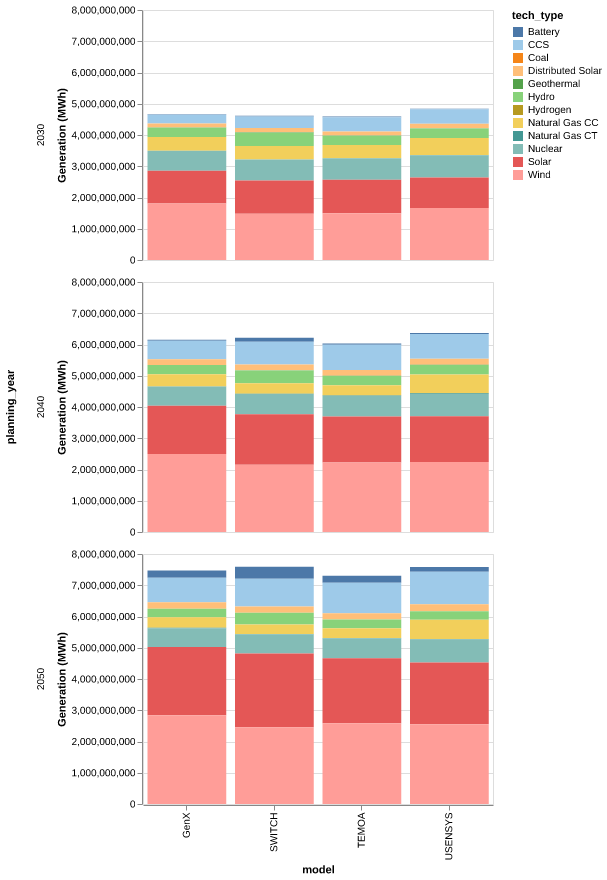 tech_type
Battery
CCS
Coal
Distributed Solar
Geothermal
Hydro
Hydrogen
Natural Gas CC
Natural Gas CT
Nuclear
Solar
Wind
planning_year
2030
Generation (MWh)
8,000,000,000
7,000,000,000
6,000,000,000
5,000,000,000
4,000,000,000
3,000,000,000
2,000,000,000
1,000,000,000
0
2040
Generation (MWh)
8,000,000,000
7,000,000,000
6,000,000,000
5,000,000,000
4,000,000,000
3,000,000,000
2,000,000,000
1,000,000,000
0
2050
Generation (MWh)
8,000,000,000
7,000,000,000
6,000,000,000
5,000,000,000
4,000,000,000
3,000,000,000
2,000,000,000
1,000,000,000
0
GenX
SWITCH
TEMOA
USENSYS
model